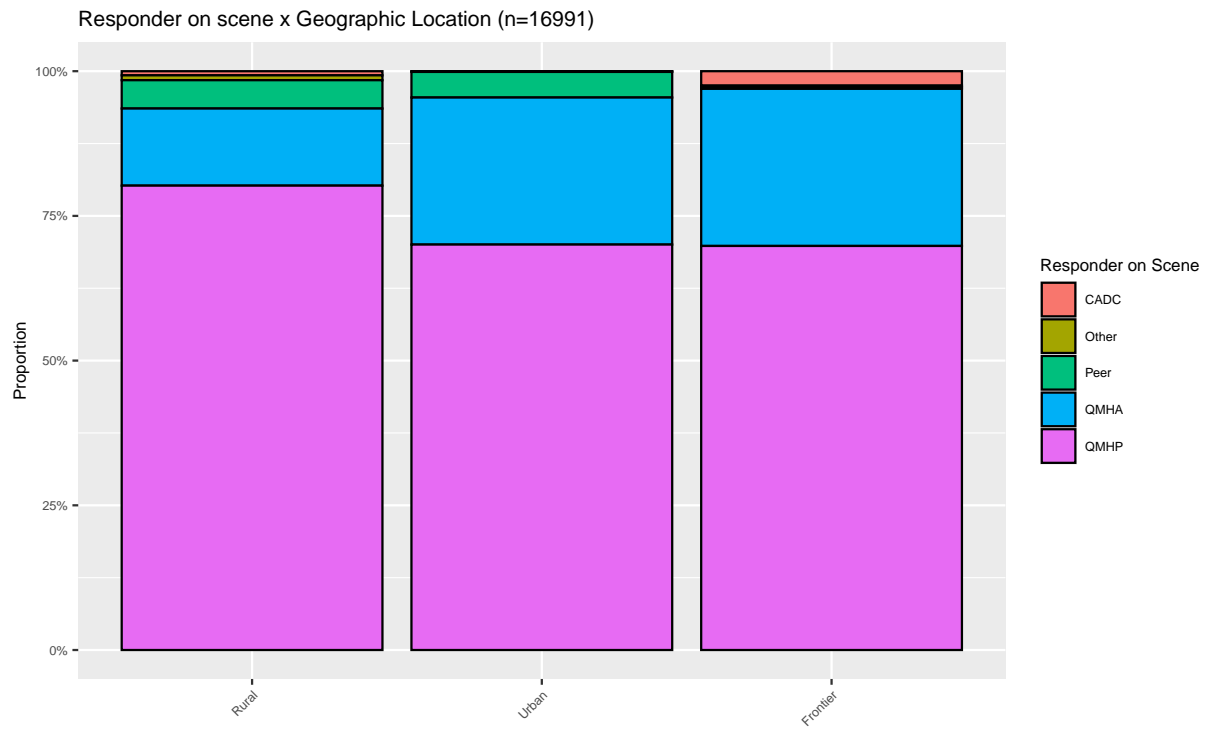 Responder on scene x Geographic Location (n=16991)
100%
75%
50%
25%
0%
Proportion
Rural
Urban
Frontier
Responder on Scene
CADC
Other
Peer
QMHA
QMHP